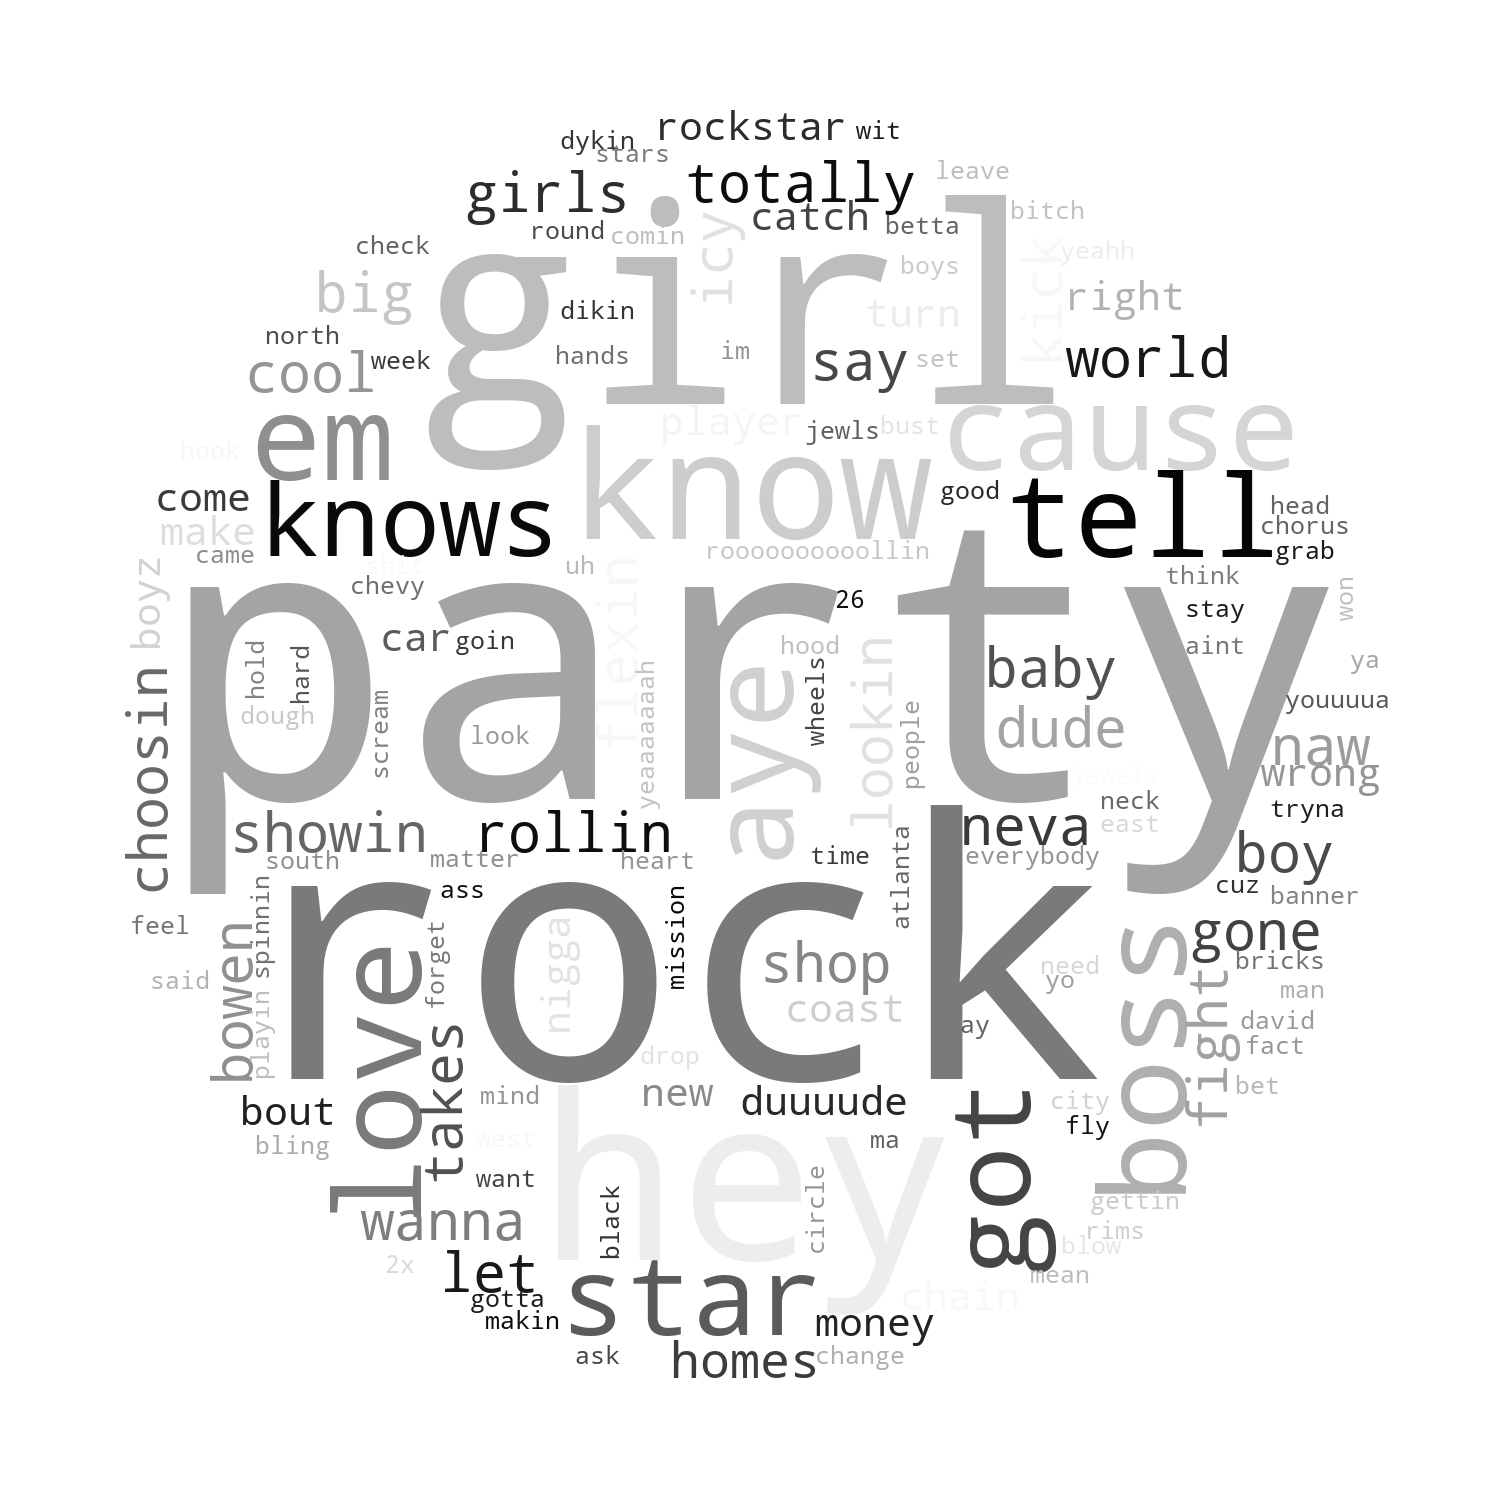 rockstar wit
dykin
stars
girls totally leave
icy catch betta bitch
round comin
check kick yeahh
girl
big boys right
dikin turn
north hands im say set world
cool week
em player jewls bust cause
hook
come knows know good tell head
make chorus
came shit uh roooooooooollin grab
boyz chevy flexin think won
party
26 stay
car goin hood aint
hold hard yeaaaaaaah aye wheels lookin baby ya
choosin dough scream look people dude youuuua
naw
jewels wrong
neck tryna
showin rollin neva east
south matter heart time everybody boy
rock
ass atlanta cuz banner
feel bowen spinnin love forget nigga mission shop boss gone
said playin coast need yo bricks
man
takes ay fight david
drop fact
mind new duuuude got city bet
bout fly
bling west hey ma
want black circle gettin
wanna rims
2x let blow
gotta star mean
makin chain
money
ask homes change